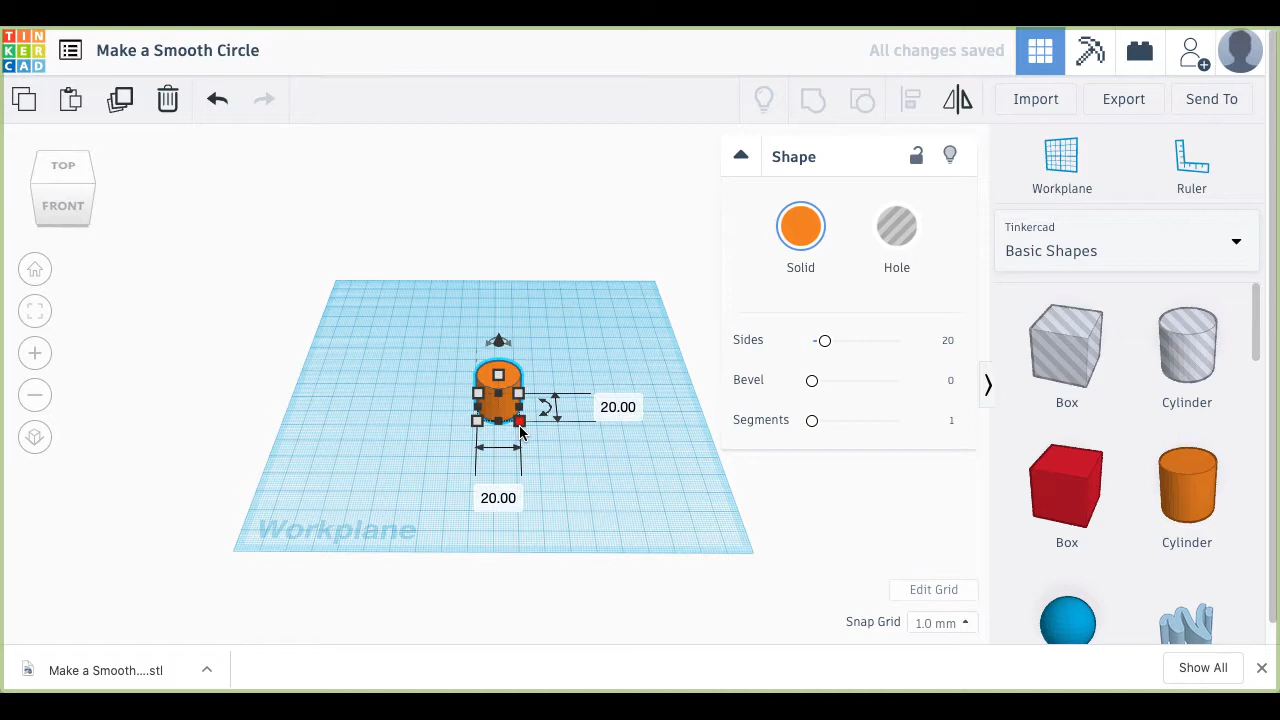 TIN
KER
CAD
Make a Smooth Circle
All changes saved
Import
Export
Send To
TOP
FRONT
Shape
Solid
Hole
Sides
20
Bevel
0
Segments
1
Workplane
Ruler
Tinkercad
Basic Shapes
Box
Cylinder
Box
Cylinder
20.00
20.00
Workplane
Edit Grid
Snap Grid
1.0 mm
Make a Smooth....stl
Show All